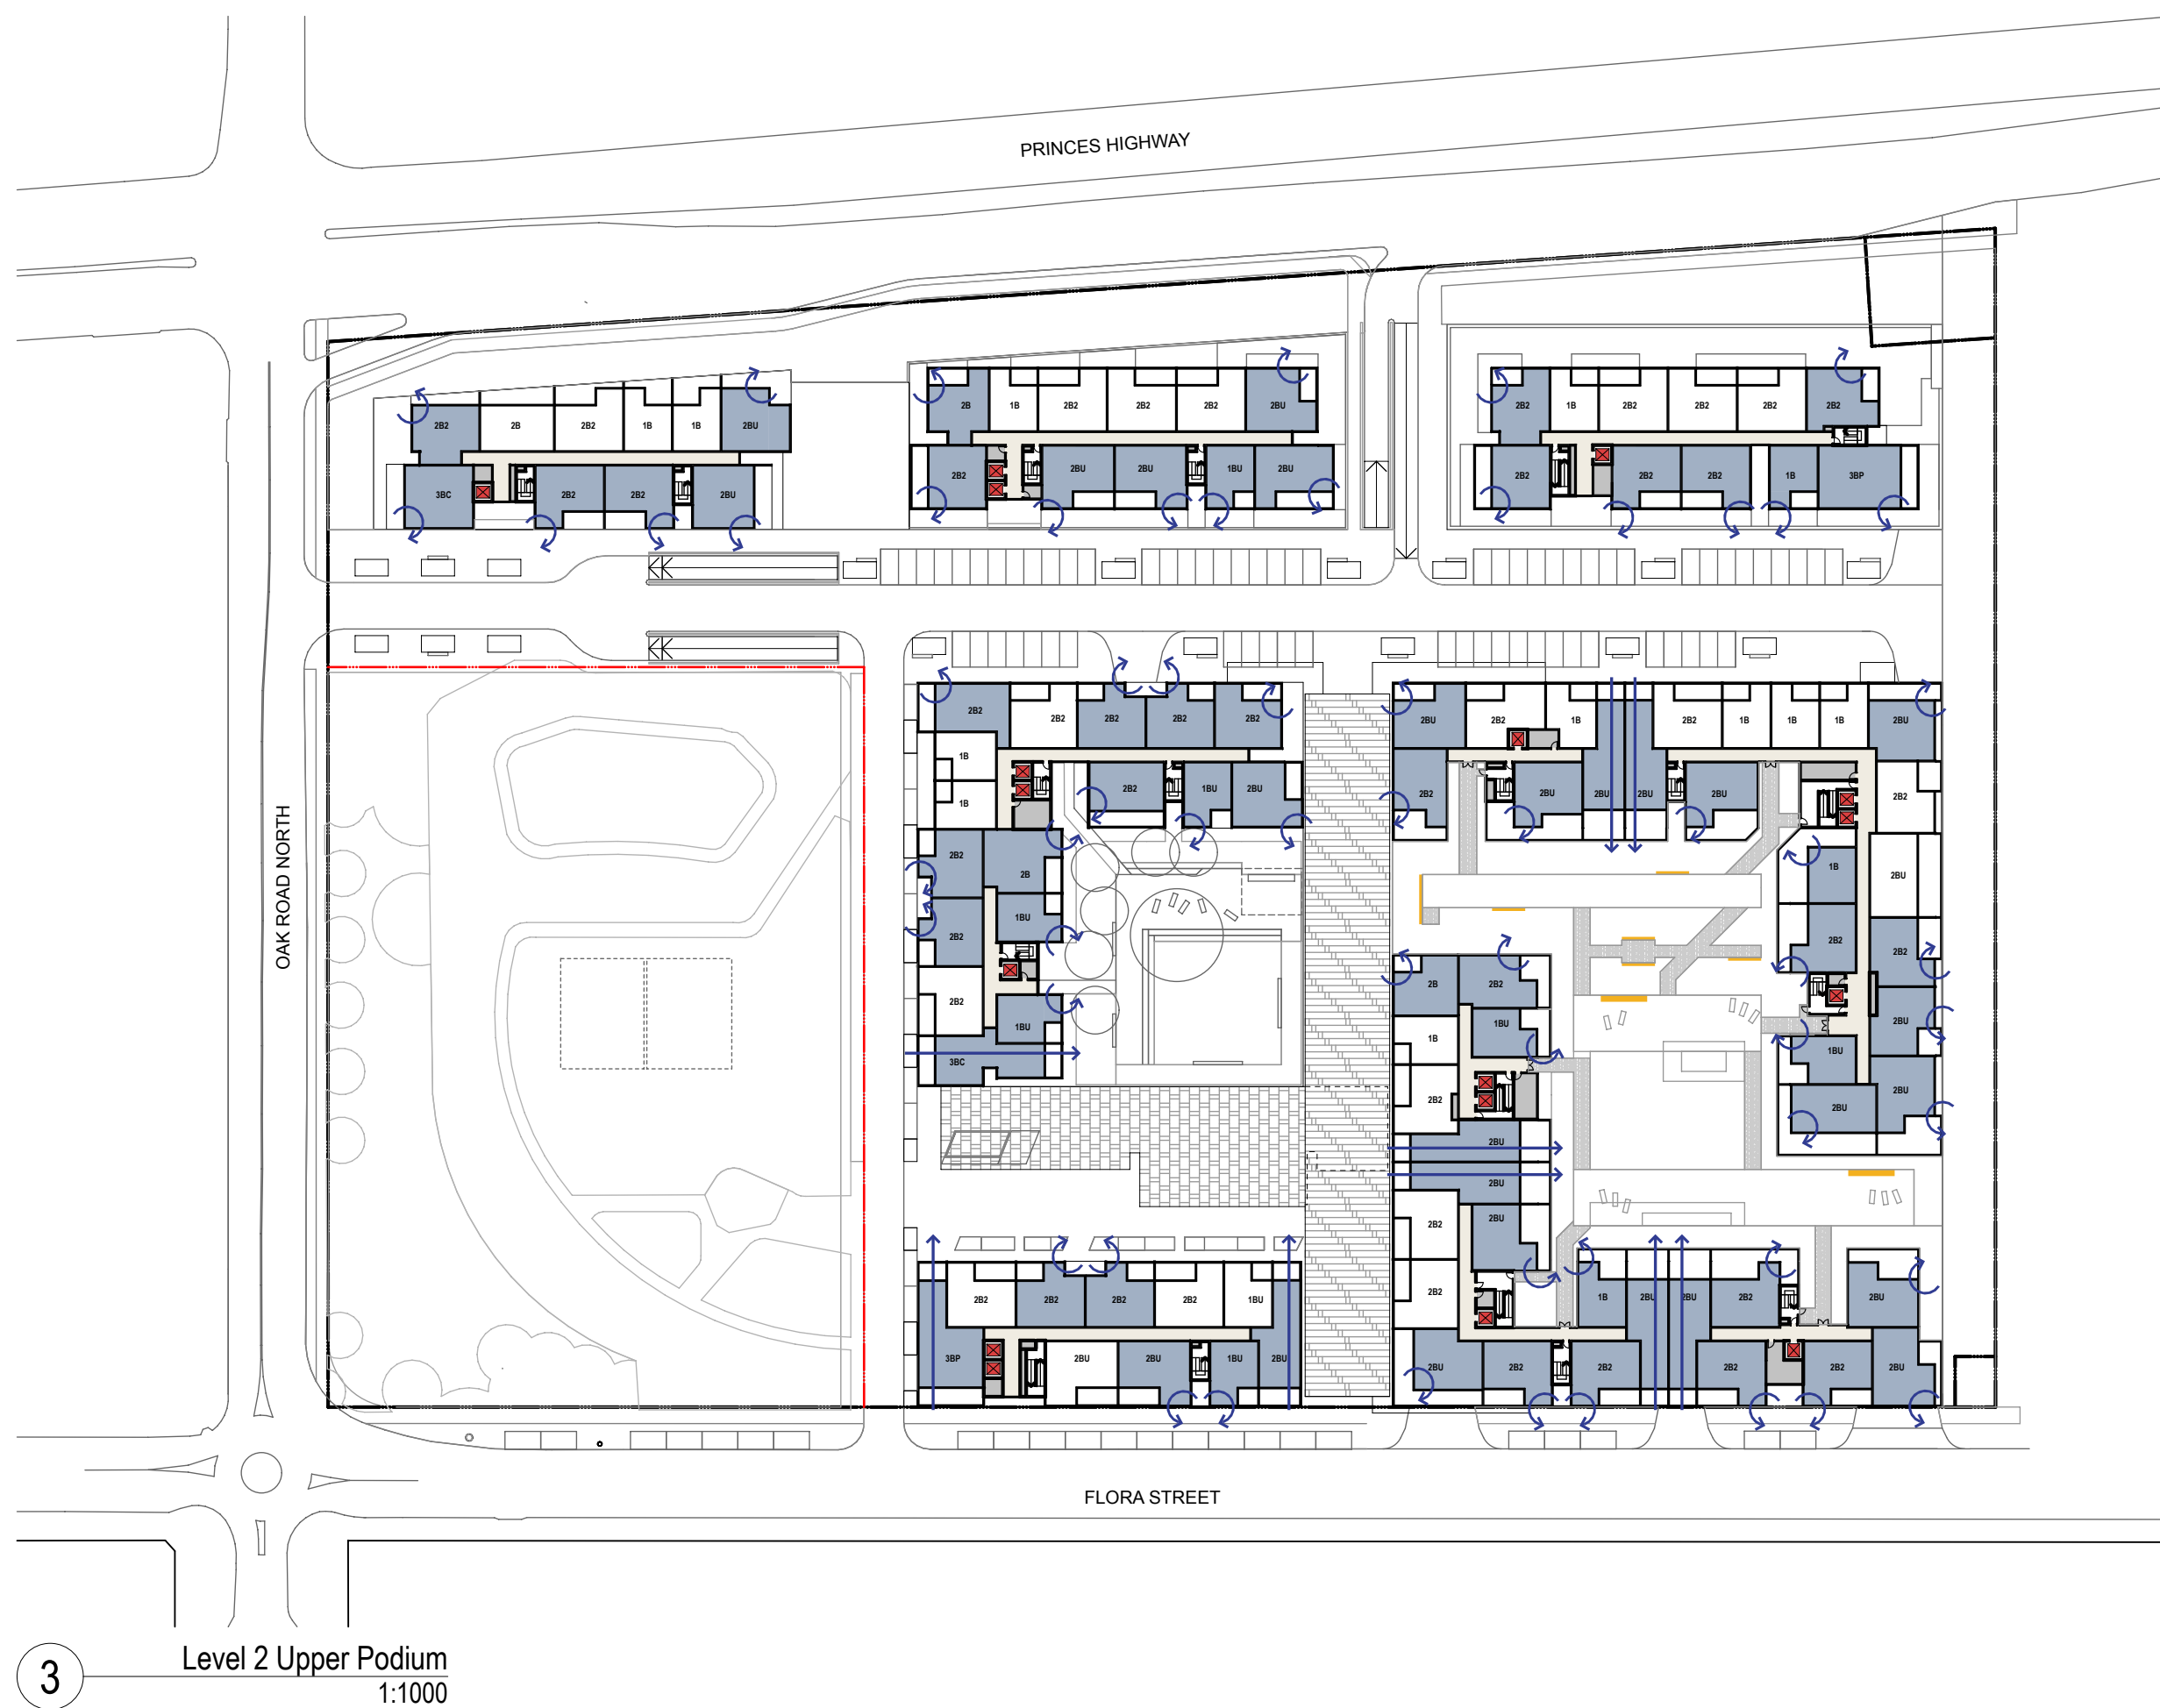 PRINCES HIGHWAY
2B2 2B 2B2 1B 1B 2BU
3BC 2B2 2B2 2BU
2B 1B 2B2 2B2 2B2 2BU
2B2 2BU 2BU 1BU 2BU
2B2 1B 2B2 2B2 2B2 2B2
2B2 2B2 2B2 1B 3BP
OAK ROAD NORTH
2B2 2B2 2B2 2B2 2B2
1B
1B
2B2 1BU 2BU
2B2 2B
1BU
2B2
2B2
1BU
3BC
2BU 2B2 1B 2B2 1B 1B 1B 2BU
2B2 2BU 2BU 2BU 2BU
2B2
1B 2BU
2B2 2B2
2BU
1BU
2BU
2BU
2B 2B2
1BU
1B
2B2
2BU
2BU
2B2 2BU
2B2
2B2 2B2 2B2 2B2 1BU
3BP 2BU 2BU 1BU 2BU
1B 2BU 2BU 2B2 2BU
2BU 2B2 2B2 2B2 2B2 2BU
FLORA STREET
3
Level 2 Upper Podium
1:1000